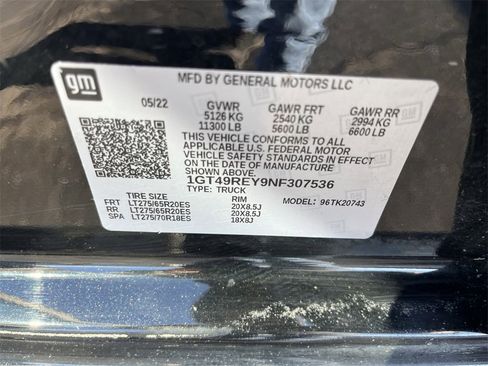 gm
MFD BY GENERAL MOTORS LLC
05/22 GVWR GAWR FRT GAWR RR
5126 KG 2540 KG 2994 KG
11300 LB 5600 LB 6600 LB
THIS VEHICLE CONFORMS TO ALL
APPLICABLE U.S. FEDERAL MOTOR
VEHICLE SAFETY STANDARDS IN EFFECT
ON THE DATE OF MANUFACTURE
SHOWN ABOVE.
1GT49REY9NF307536
TYPE: TRUCK
TIRE SIZE RIM MODEL: 96TK20743
FRT LT275/65R20ES 20X8.5J
RR LT275/65R20ES 20X8.5J
SPA LT275/70R18ES 18X8J